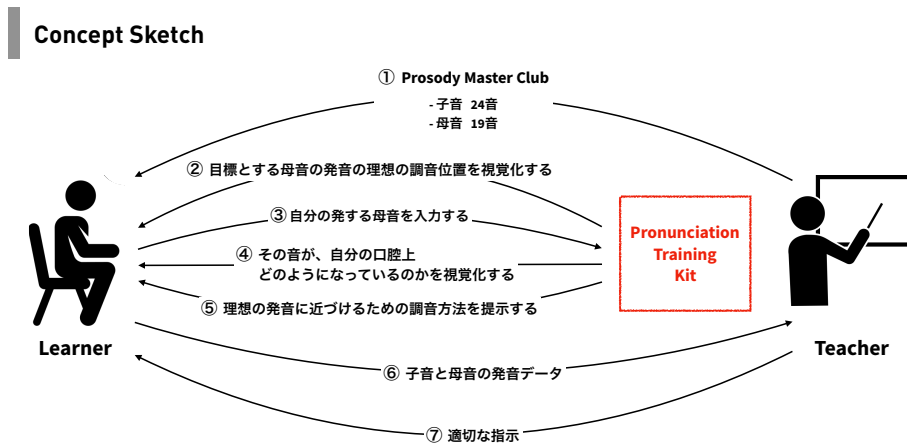 Concept Sketch
① Prosody Master Club
- 子音 24音
- 母音 19音
② 目標とする母音の発音の理想の調音位置を視覚化する
③自分の発する母音を入力する
④ その音が、自分の口腔上
どのようになっているのかを視覚化する
⑤ 理想の発音に近づけるための調音方法を提示する
Pronunciation
Training
Kit
Learner
Teacher
⑥ 子音と母音の発音データ
⑦ 適切な指示